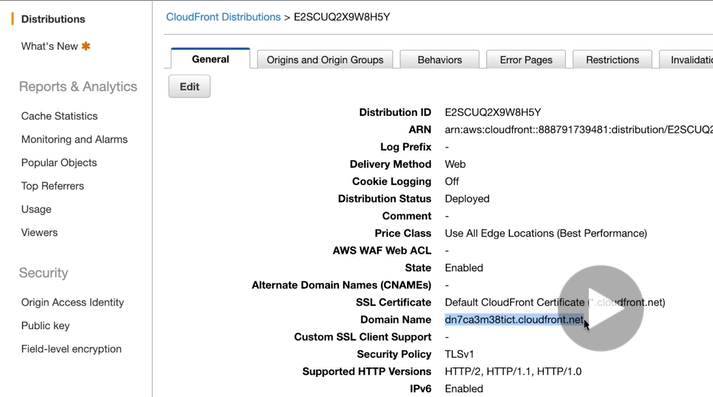 Distributions
What's New
Reports & Analytics
Cache Statistics
Monitoring and Alarms
Popular Objects
Top Referrers
Usage
Viewers
Security
Origin Access Identity
Public key
Field-level encryption
CloudFront Distributions > E2SCUQ2X9W8H5Y
General Origins and Origin Groups Behaviors Error Pages Restrictions Invalidatio
Edit
Distribution ID E2SCUQ2X9W8H5Y
ARN arn:aws:cloudfront::888791739481:distribution/E2SCUQ2
Log Prefix -
Delivery Method Web
Cookie Logging Off
Distribution Status Deployed
Comment -
Price Class Use All Edge Locations (Best Performance)
AWS WAF Web ACL -
State Enabled
Alternate Domain Names (CNAMEs) -
SSL Certificate Default CloudFront Certificate (*.cloudfront.net)
Domain Name dn7ca3m38tict.cloudfront.net
Custom SSL Client Support -
Security Policy TLSv1
Supported HTTP Versions HTTP/2, HTTP/1.1, HTTP/1.0
IPv6 Enabled